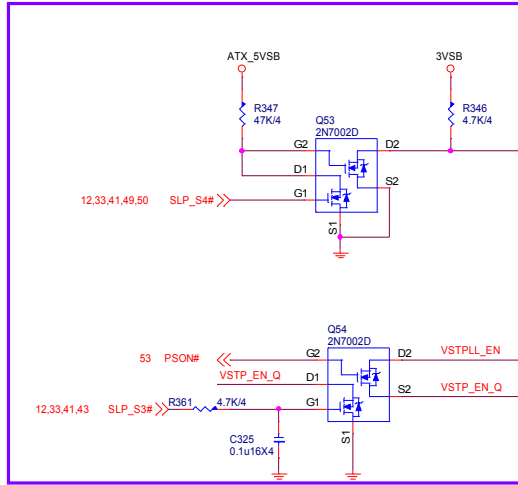 ATX_5VSB
3VSB
R347
47K/4
Q53
2N7002D
R346
4.7K/4
G2
D2
D1
S2
12,33,41,49,50
SLP_S4#
G1
S1
Q54
2N7002D
53
PSON#
G2
D2
VSTPLL_EN
VSTP_EN_Q
D1
S2
VSTP_EN_Q
12,33,41,43
SLP_S3#
R361
4.7K/4
G1
S1
C325
0.1u16X4